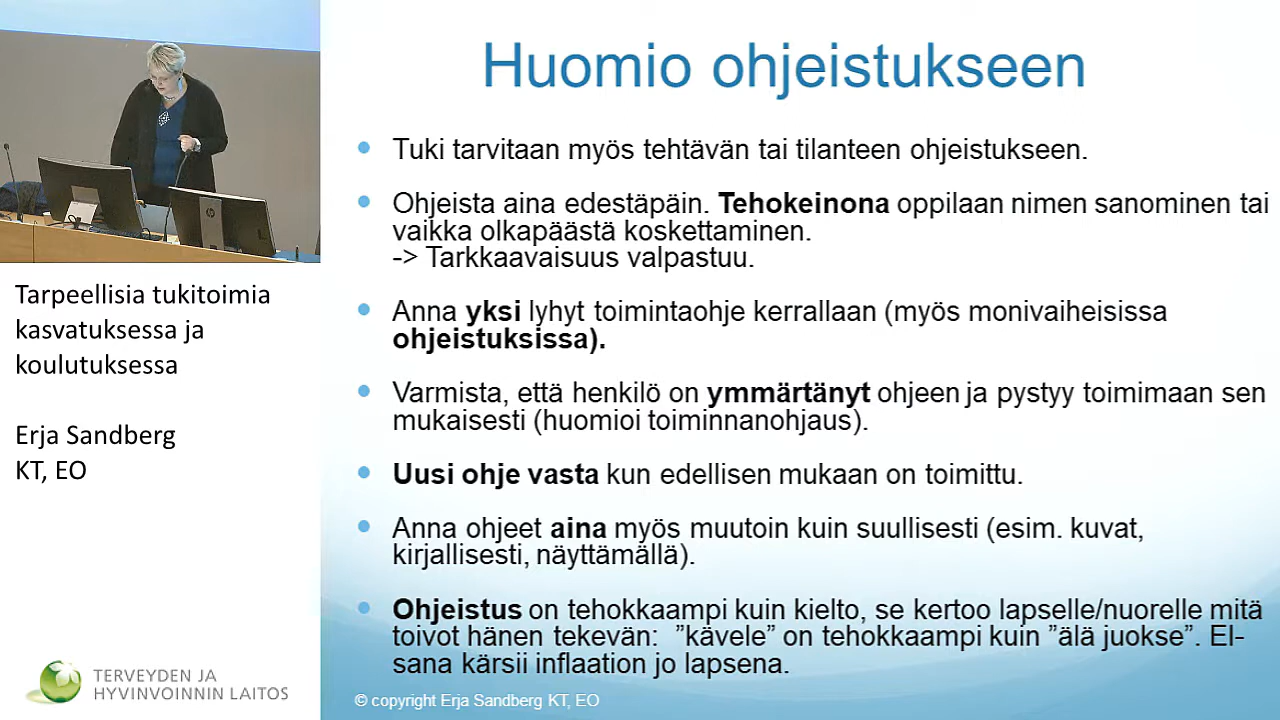 Huomio ohjeistukseen
Tuki tarvitaan myös tehtävän tai tilanteen ohjeistukseen.
Ohjeista aina edestäpäin. Tehokeinona oppilaan nimen sanominen tai
vaikka olkapäästä koskettaminen.
-> Tarkkaavaisuus valpastuu.
Anna yksi lyhyt toimintaohje kerrallaan (myös monivaiheisissa
ohjeistuksissa).
Varmista, että henkilö on ymmärtänyt ohjeen ja pystyy toimimaan sen
mukaisesti (huomioi toiminnanohjaus).
Uusi ohje vasta kun edellisen mukaan on toimittu.
Anna ohjeet aina myös muutoin kuin suullisesti (esim. kuvat,
kirjallisesti, näyttämällä).
Ohjeistus on tehokkaampi kuin kielto, se kertoo lapselle/nuorelle mitä
toivot hänen tekevän: ”kävele” on tehokkaampi kuin ”älä juokse”. EI-
sana kärsii inflaation jo lapsena.
© copyright Erja Sandberg KT, EO
Tarpeellisia tukitoimia
kasvatuksessa ja
koulutuksessa
Erja Sandberg
KT, EO
TERVEYDEN JA
HYVINVOINNIN LAITOS